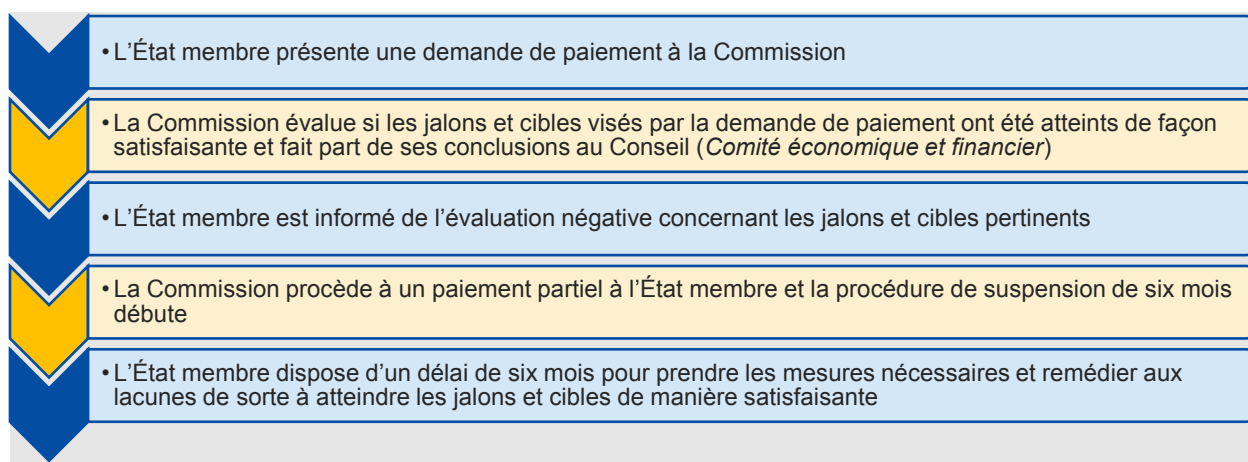 • L’État membre présente une demande de paiement à la Commission
• La Commission évalue si les jalons et cibles visés par la demande de paiement ont été atteints de façon
satisfaisante et fait part de ses conclusions au Conseil (Comité économique et financier)
• L’État membre est informé de l’évaluation négative concernant les jalons et cibles pertinents
• La Commission procède à un paiement partiel à l’État membre et la procédure de suspension de six mois
débute
• L’État membre dispose d’un délai de six mois pour prendre les mesures nécessaires et remédier aux
lacunes de sorte à atteindre les jalons et cibles de manière satisfaisante